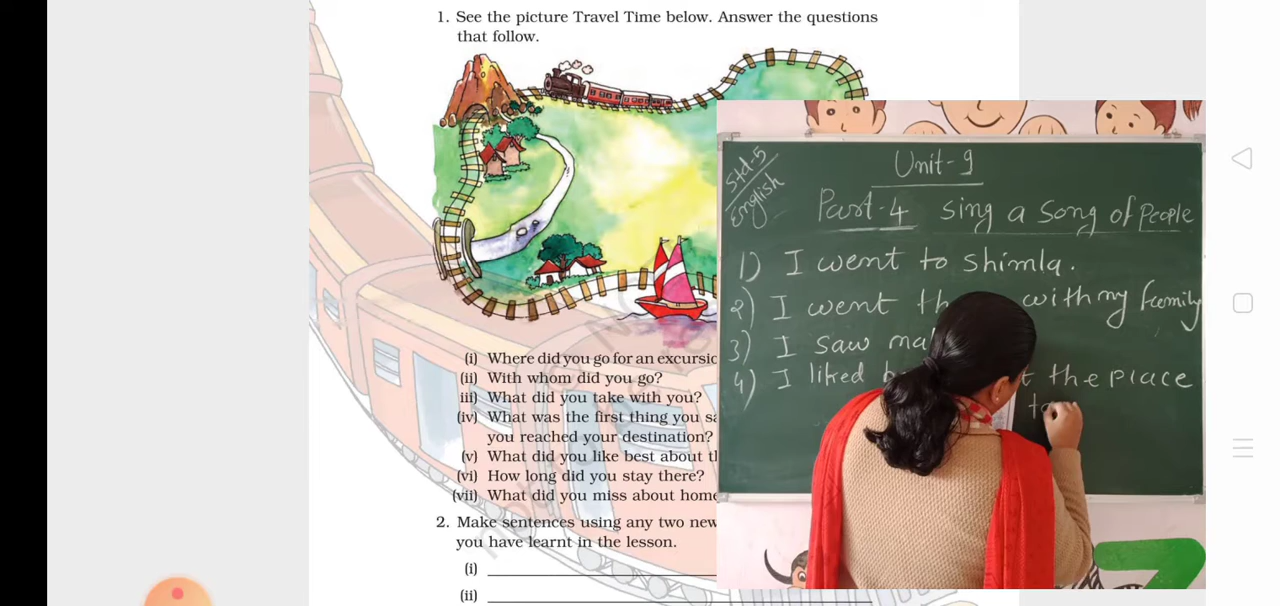 1. See the picture Travel Time below. Answer the questions
that follow.
(i) Where did you go for an
(ii) With whom did you go?
iii) What did you take with you?
(iv) What was the first thing you
you reached your destination?
(v) What did you like best about
(vi) How long did you stay there?
(vii) What did you miss about home
2. Make sentences using any two new
you have learnt in the lesson.
(i)
(ii)
Std-5
English
Unit-9
Part-4 Sing a Song of People
1) I went to shimla.
2) I went with my family
3) I saw
4) I liked the place